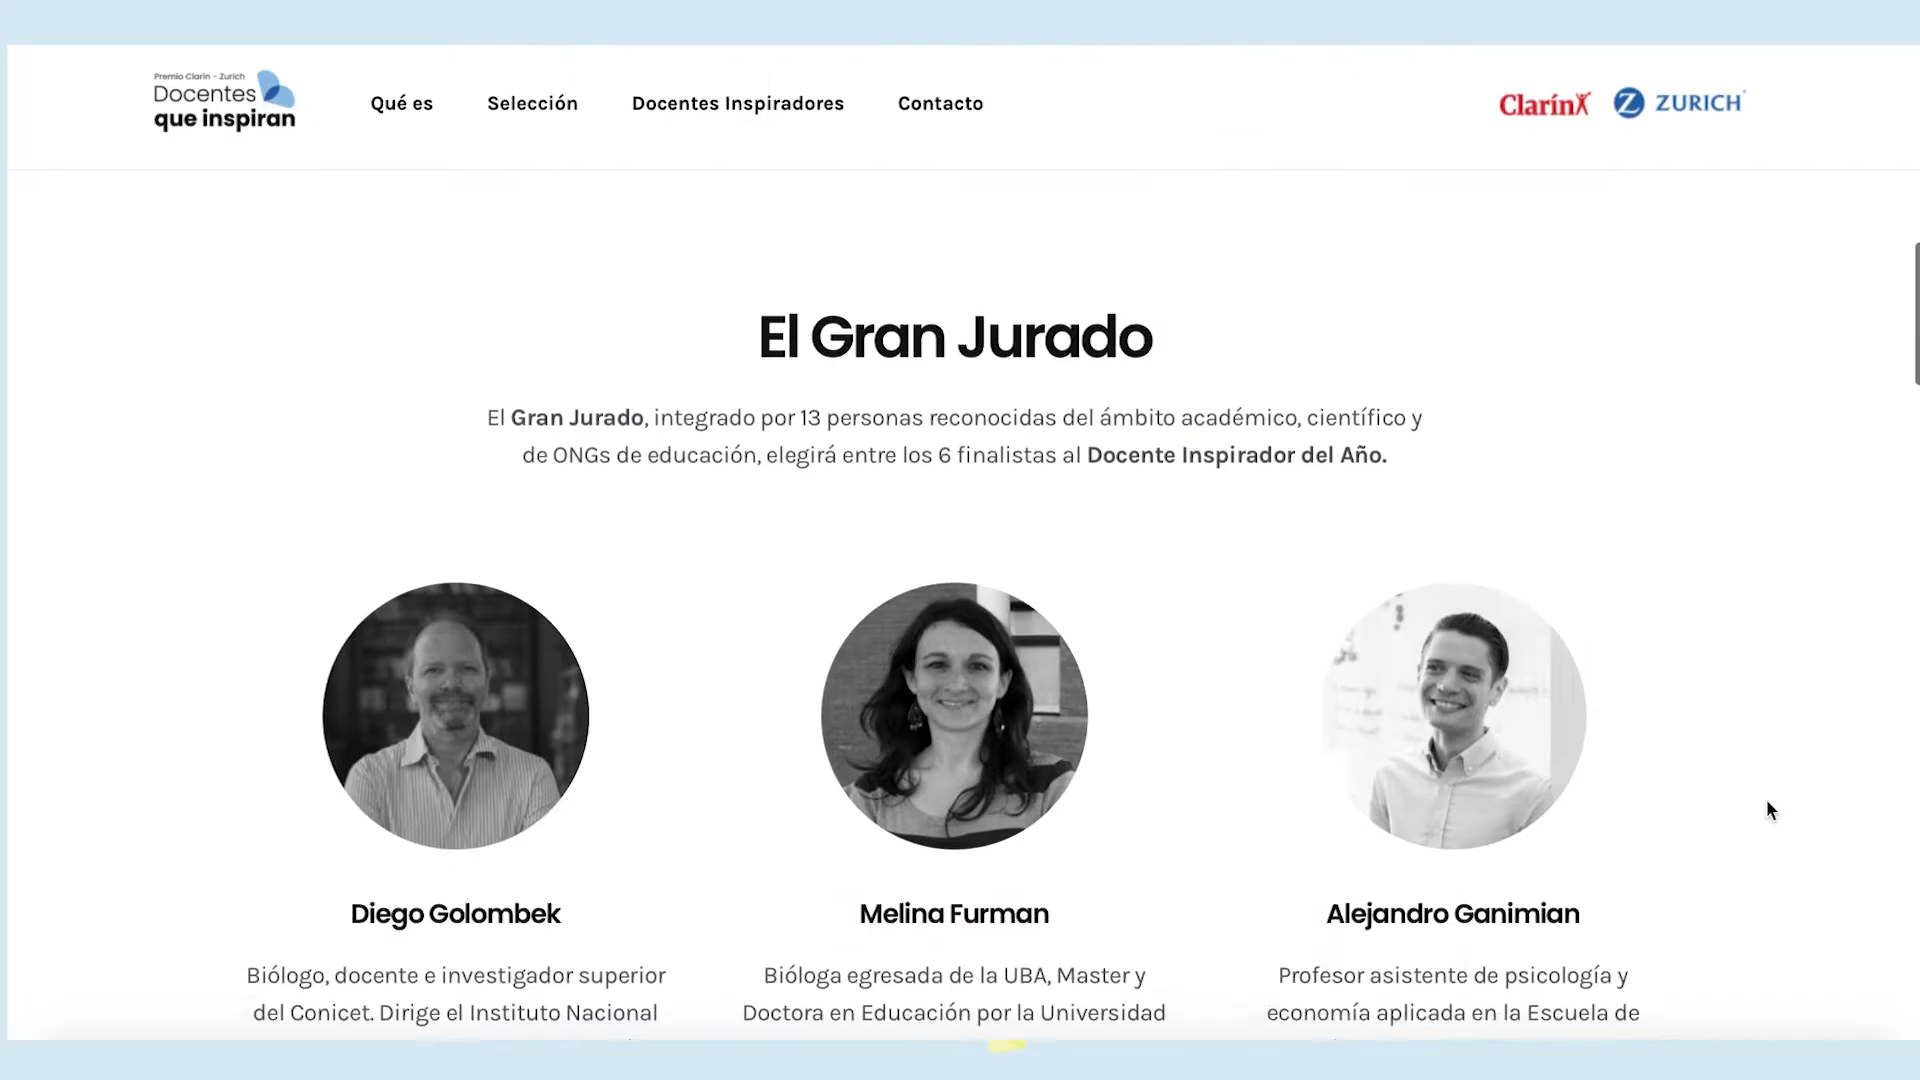 Premio Clarín - Zurich
Docentes
que inspiran
Qué es
Selección
Docentes Inspiradores
Contacto
Clarín
ZURICH
El Gran Jurado
El Gran Jurado, integrado por 13 personas reconocidas del ámbito académico, científico y
de ONGs de educación, elegirá entre los 6 finalistas al Docente Inspirador del Año.
Diego Golombek
Biólogo, docente e investigador superior
del Conicet. Dirige el Instituto Nacional
Melina Furman
Bióloga egresada de la UBA, Master y
Doctora en Educación por la Universidad
Alejandro Ganimian
Profesor asistente de psicología y
economía aplicada en la Escuela de